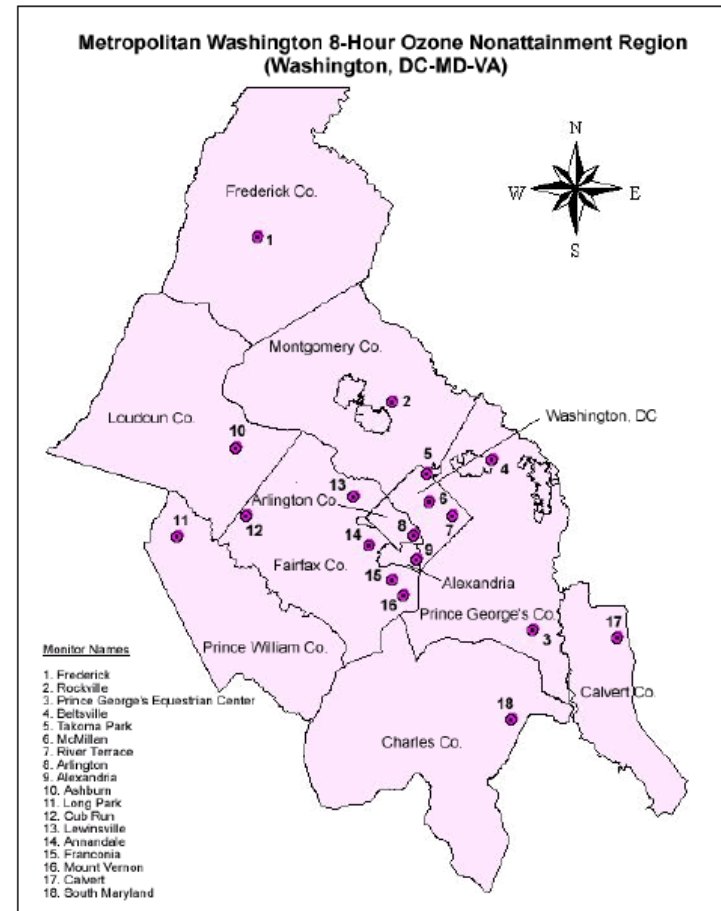 Metropolitan Washington 8-Hour Ozone Nonattainment Region
(Washington, DC-MD-VA)
N
W
E
S
Frederick Co.
1
Montgomery Co.
2
Loudoun Co.
Washington, DC
10
5
4
13
Arlington Co.
6
11
12
8
7
14
9
Fairfax Co.
15
Alexandria
16
Prince George's Co.
17
3
Prince William Co.
Calvert Co.
18
Charles Co.
Monitor Names
1. Frederick
2. Rockville
3. Prince George's Equestrian Center
4. Beltsville
5. Takoma Park
6. McMillan
7. River Terrace
8. Arlington
9. Alexandria
10. Ashburn
11. Long Park
12. Cub Run
13. Lewinsville
14. Annandale
15. Franconia
16. Mount Vernon
17. Calvert
18. South Maryland